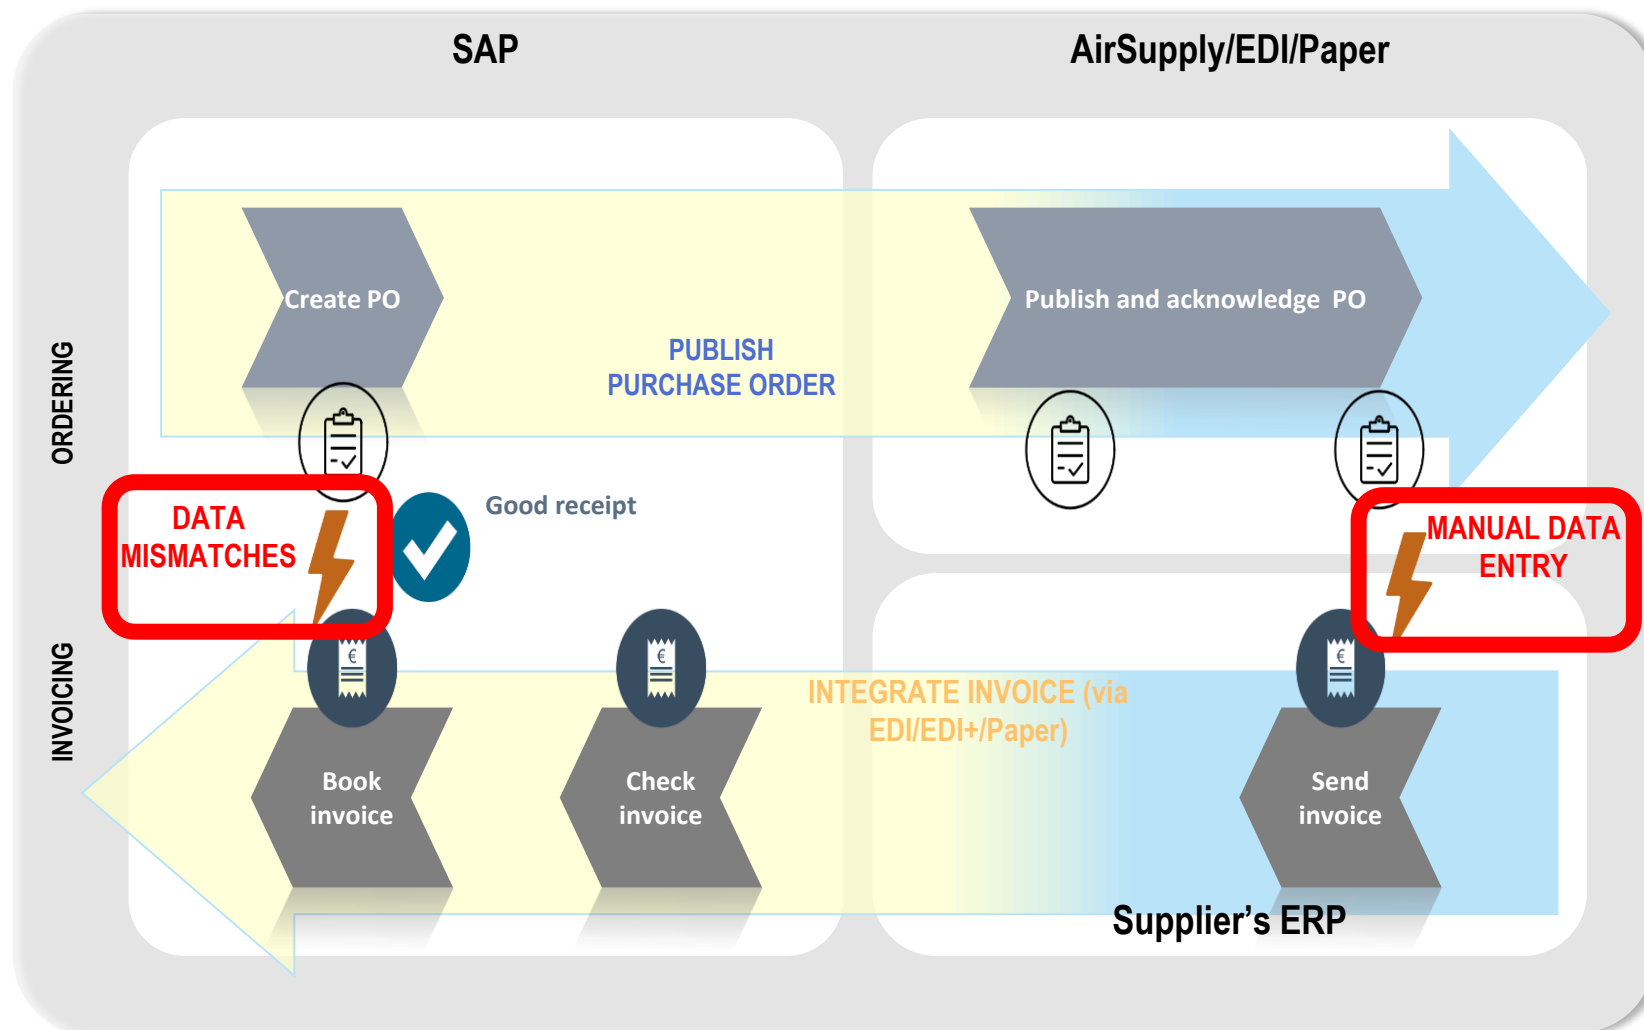 SAP
AirSupply/EDI/Paper
ORDERING
Create PO
PUBLISH
PURCHASE ORDER
Publish and acknowledge  PO
DATA
MISMATCHES
Good receipt
MANUAL DATA
ENTRY
INVOICING
€
€
€
INTEGRATE INVOICE (via
EDI/EDI+/Paper)
Book
invoice
Check
invoice
Send
invoice
Supplier’s ERP